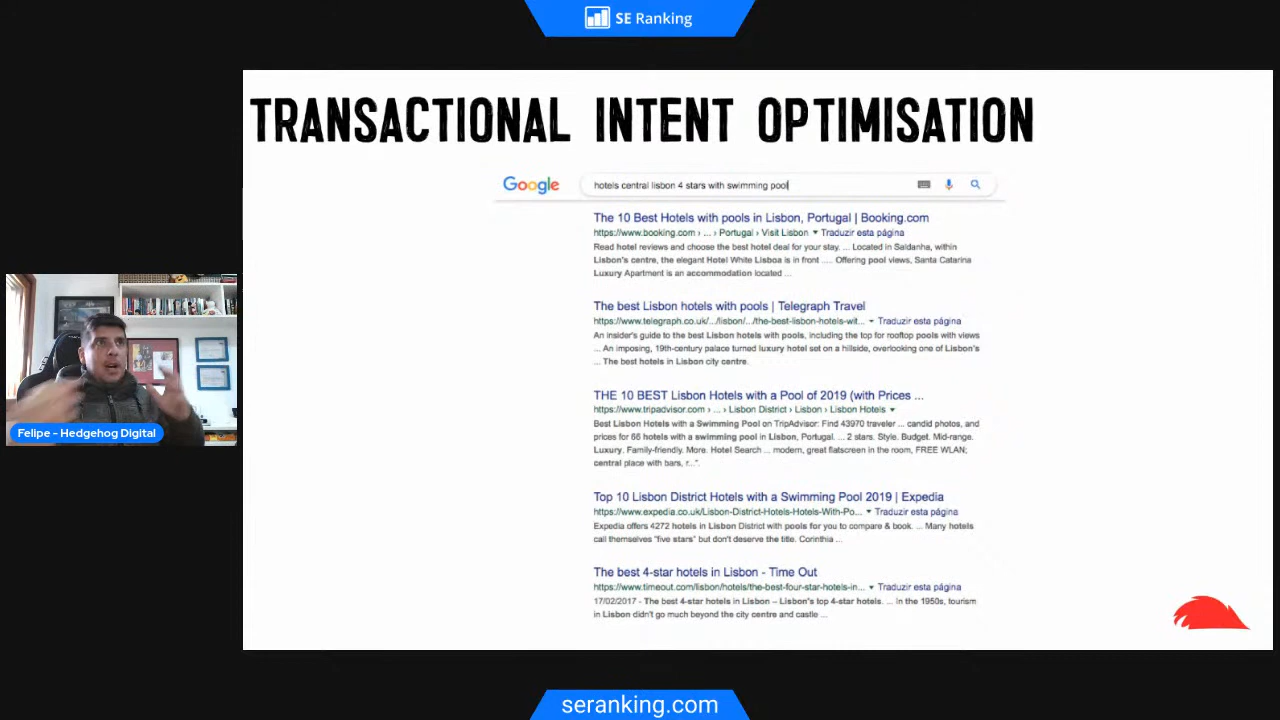 SE Ranking
TRANSACTIONAL INTENT OPTIMISATION
Google
hotels central lisbon 4 stars with swimming pool
The 10 Best Hotels with pools in Lisbon, Portugal | Booking.com
https://www.booking.com › ... › Portugal › Visit Lisbon ▼ Traduzir esta página
Read hotel reviews and choose the best hotel deal for your stay. ... Located in Saldanha, within
Lisbon's centre, the elegant Hotel White Lisboa is in front .... Offering pool views, Santa Catarina
Luxury Apartment is an accommodation located ...
The best Lisbon hotels with pools | Telegraph Travel
https://www.telegraph.co.uk/.../lisbon/.../the-best-lisbon-hotels-wit... ▼ Traduzir esta página
An insider's guide to the best Lisbon hotels with pools, including the top for rooftop pools with views
... An imposing, 19th-century palace turned luxury hotel set on a hillside, overlooking one of Lisbon's
... The best hotels in Lisbon city centre.
THE 10 BEST Lisbon Hotels with a Pool of 2019 (with Prices ...
https://www.tripadvisor.com › ... › Lisbon District › Lisbon › Lisbon Hotels ▼
Best Lisbon Hotels with a Swimming Pool on TripAdvisor: Find 43970 traveler ... candid photos, and
prices for 66 hotels with a swimming pool in Lisbon, Portugal. ... 2 stars. Style. Budget. Mid-range.
Luxury. Family-friendly. More. Hotel Search ... modern, great flatscreen in the room, FREE WLAN;
central place with bars, r...".
Top 10 Lisbon District Hotels with a Swimming Pool 2019 | Expedia
https://www.expedia.co.uk/Lisbon-District-Hotels-Hotels-With-Po... ▼ Traduzir esta página
Expedia offers 4272 hotels in Lisbon District with pools for you to compare & book. ... Many hotels
call themselves "five stars" but don't deserve the title. Corinthia ...
The best 4-star hotels in Lisbon - Time Out
https://www.timeout.com/lisbon/hotels/the-best-four-star-hotels-in... ▼ Traduzir esta página
17/02/2017 - The best 4-star hotels in Lisbon – Lisbon's top 4-star hotels. ... In the 1950s, tourism
in Lisbon didn't go much beyond the city centre and castle ...
Felipe - Hedgehog Digital
seranking.com